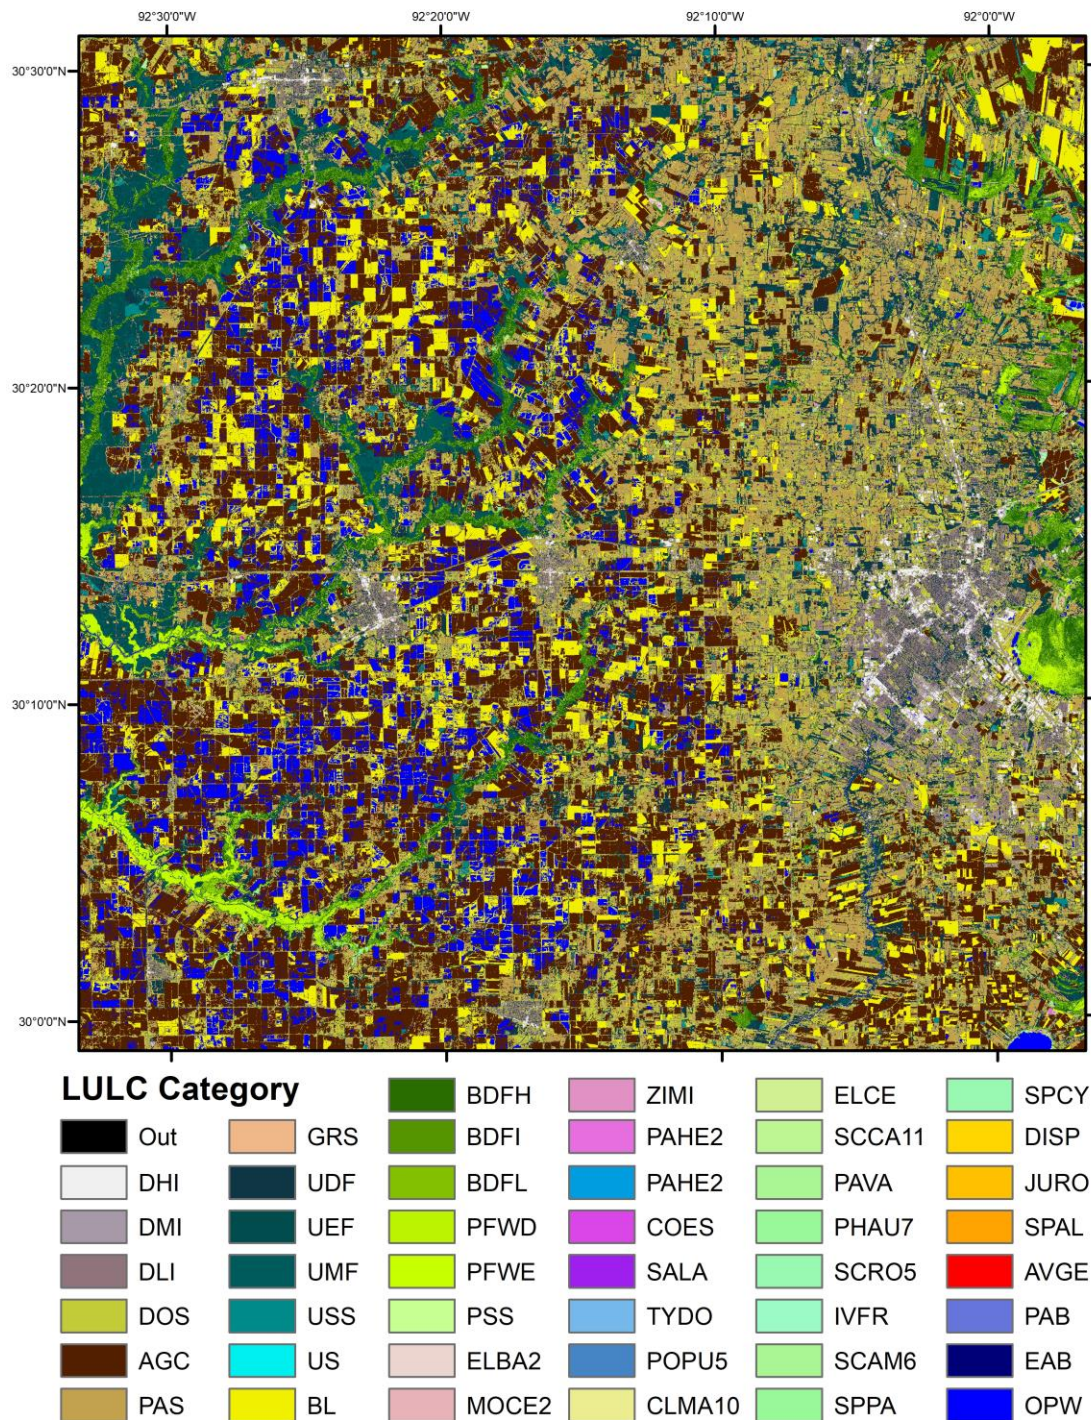 92°30'0"W 92°20'0"W 92°10'0"W 92°0'0"W
30°30'0"N
30°20'0"N
30°10'0"N
30°0'0"N
LULC Category BDFH ZIMI ELCE SPCY
Out GRS BDFI PAHE2 SCCA11 DISP
DHI UDF BDFL PAHE2 PAVA JURO
DMI UEF PFWD COES PHAU7 SPAL
DLI UMF PFWE SALA SCRO5 AVGE
DOS USS PSS TYDO IVFR PAB
AGC US ELBA2 POPU5 SCAM6 EAB
PAS BL MOCE2 CLMA10 SPPA OPW